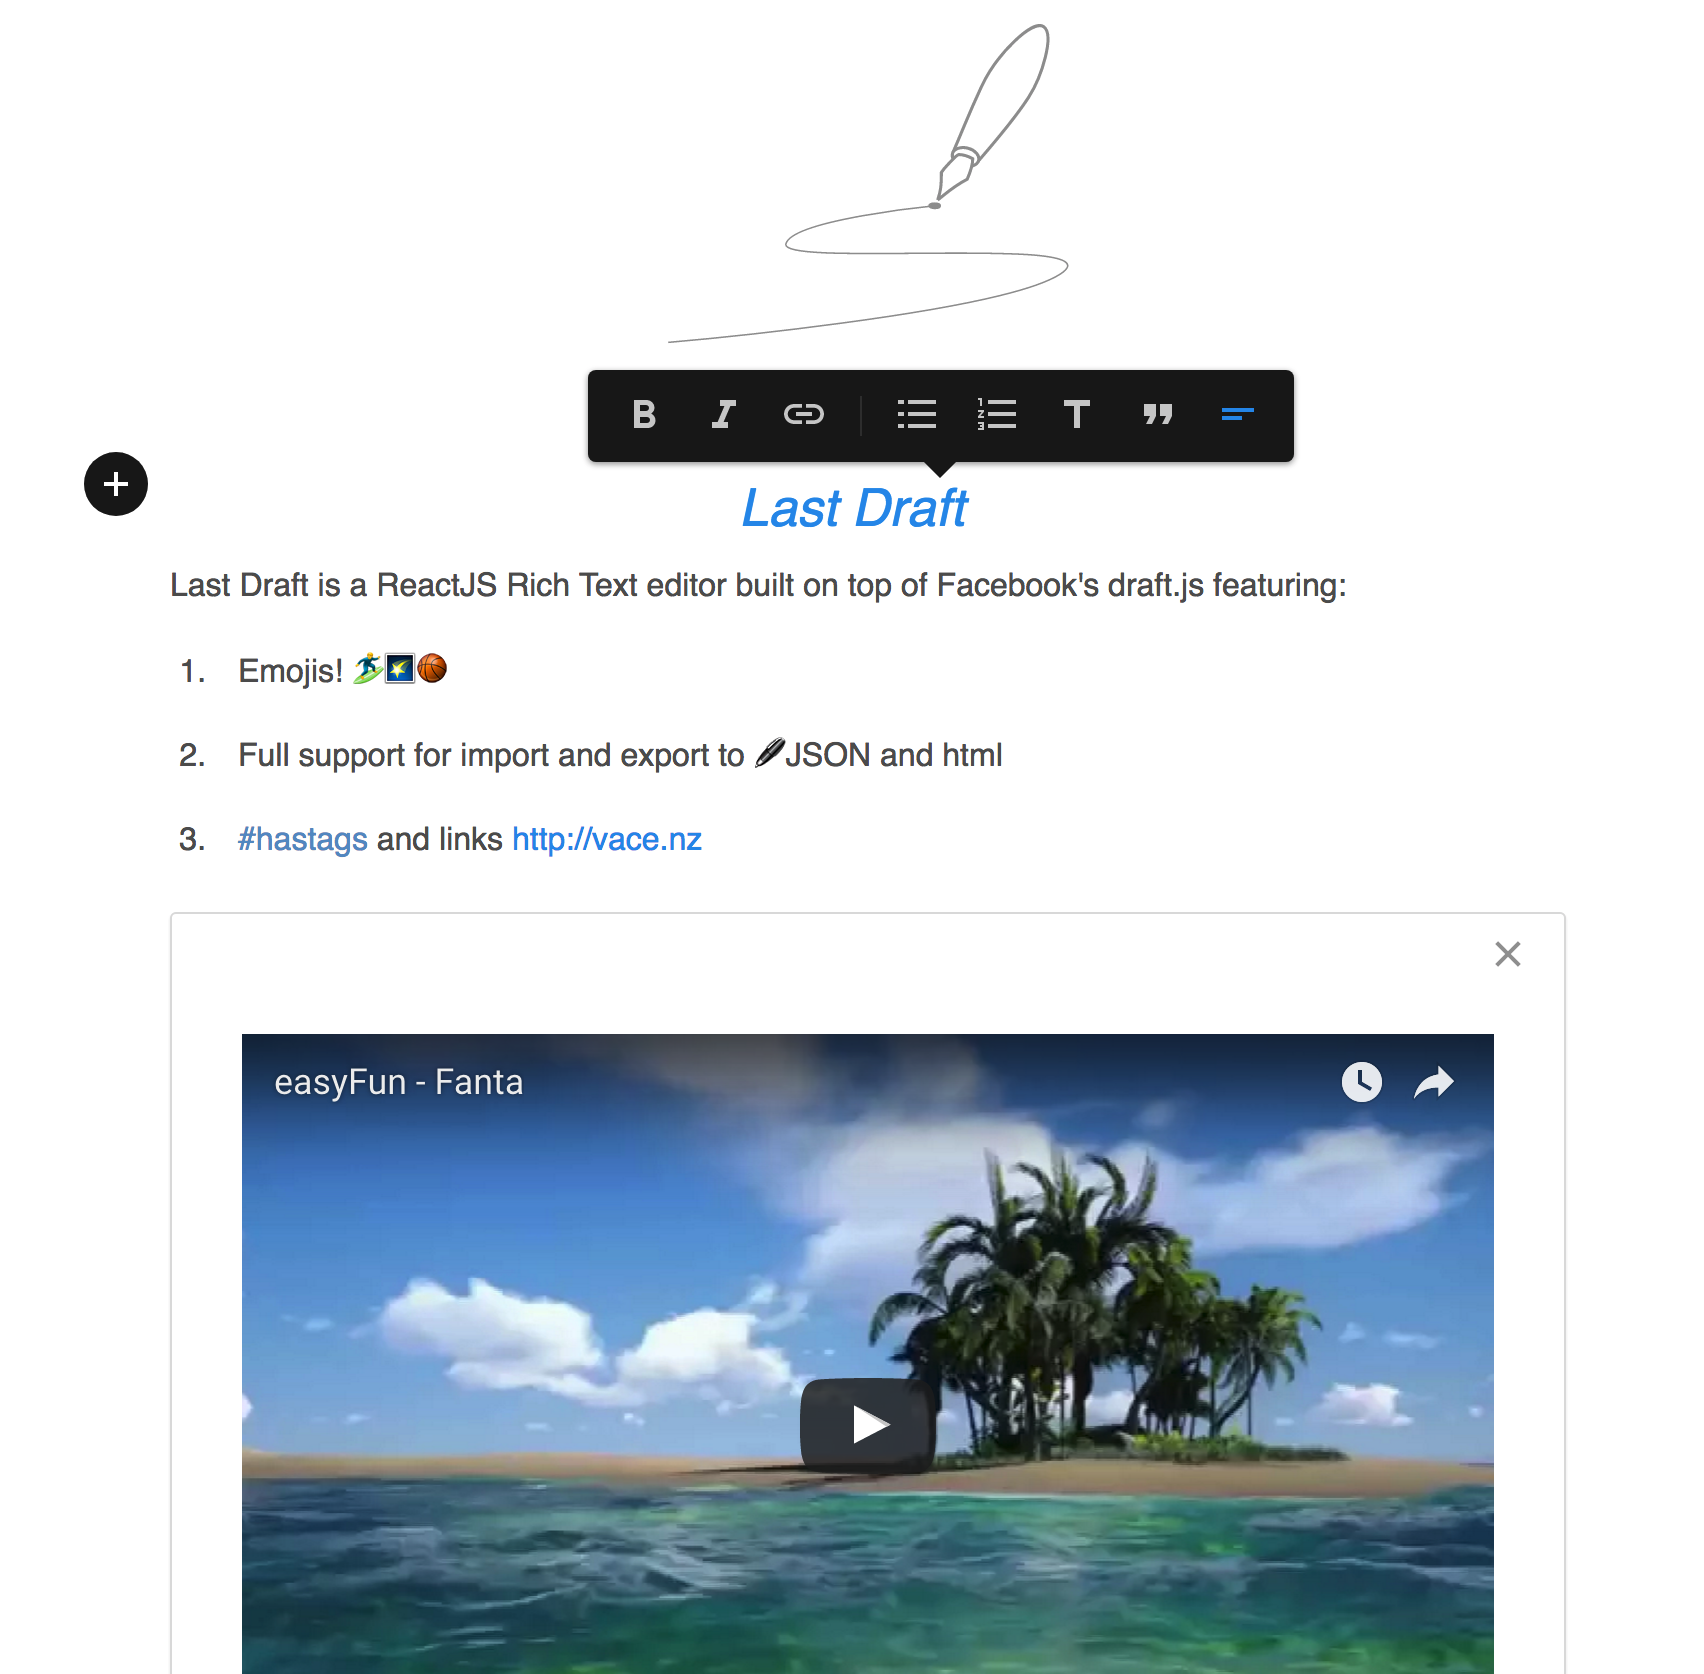 B I T
Last Draft
Last Draft is a ReactJS Rich Text editor built on top of Facebook's draft.js featuring:
1. Emojis! 🏄🌠🏀
2. Full support for import and export to 🖋JSON and html
3. #hastags and links http://vace.nz
easyFun - Fanta